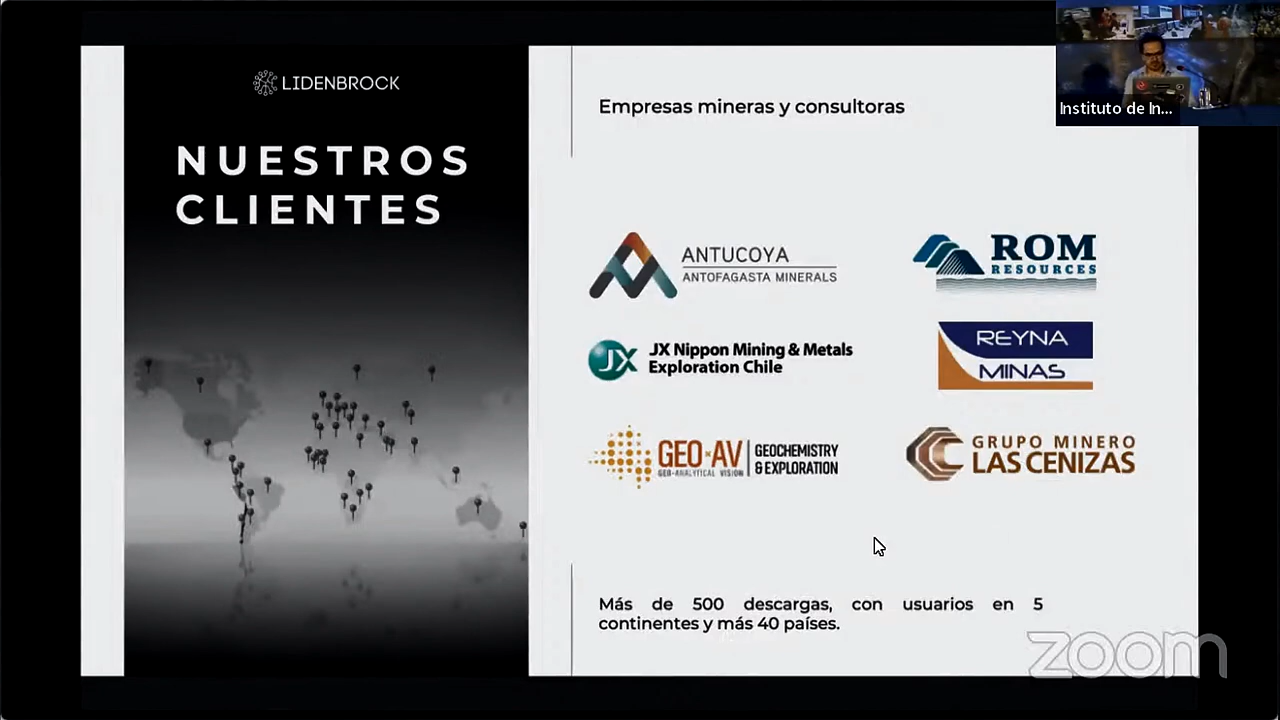 LIDENBROCK
NUESTROS
CLIENTES
Empresas mineras y consultoras
ANTUCOYA
ANTOFAGASTA MINERALS
ROM
RESOURCES
JX
JX Nippon Mining & Metals
Exploration Chile
REYNA
MINAS
GEO AV
GEO-ANALYTICAL VISION
GEOCHEMISTRY
& EXPLORATION
GRUPO MINERO
LAS CENIZAS
Más de 500 descargas, con usuarios en 5
continentes y más 40 países.
Instituto de In...
zoom